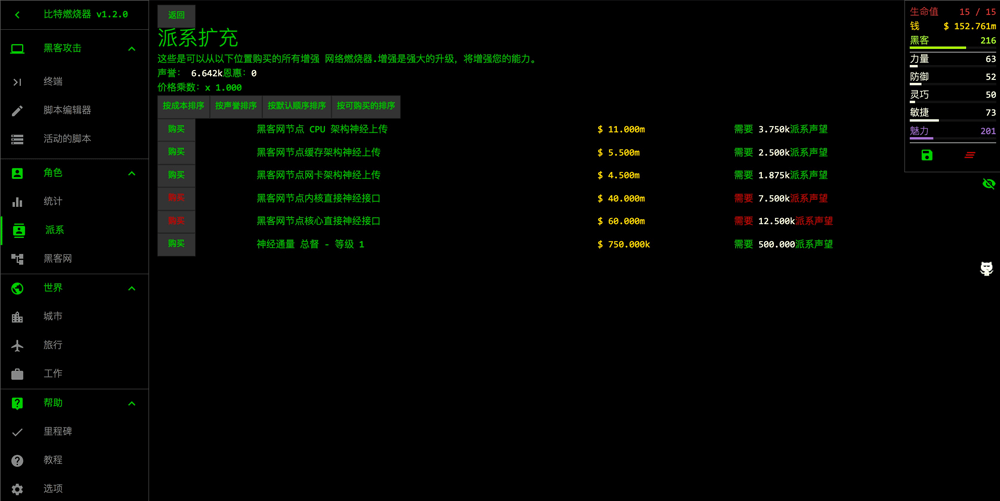 比特燃烧器 v1.2.0
黑客攻击
终端
脚本编辑器
活动的脚本
角色
统计
派系
黑客网
世界
城市
旅行
工作
帮助
里程碑
教程
选项
返回
派系扩充
这些是可以从以下位置购买的所有增强 网络燃烧器.增强是强大的升级，将增强您的能力。
声誉： 6.642k恩惠：0
价格乘数：x 1.000
按成本排序 按声誉排序 按默认顺序排序 按可购买的排序
购买 黑客网节点 CPU 架构神经上传 $ 11.000m 需要 3.750k派系声望
购买 黑客网节点缓存架构神经上传 $ 5.500m 需要 2.500k派系声望
购买 黑客网节点网卡架构神经上传 $ 4.500m 需要 1.875k派系声望
购买 黑客网节点内核直接神经接口 $ 40.000m 需要 7.500k派系声望
购买 黑客网节点核心直接神经接口 $ 60.000m 需要 12.500k派系声望
购买 神经通量 总督 - 等级 1 $ 750.000k 需要 500.000派系声望
生命值 15 / 15
钱 $ 152.761m
黑客 216
力量 63
防御 52
灵巧 50
敏捷 73
魅力 201